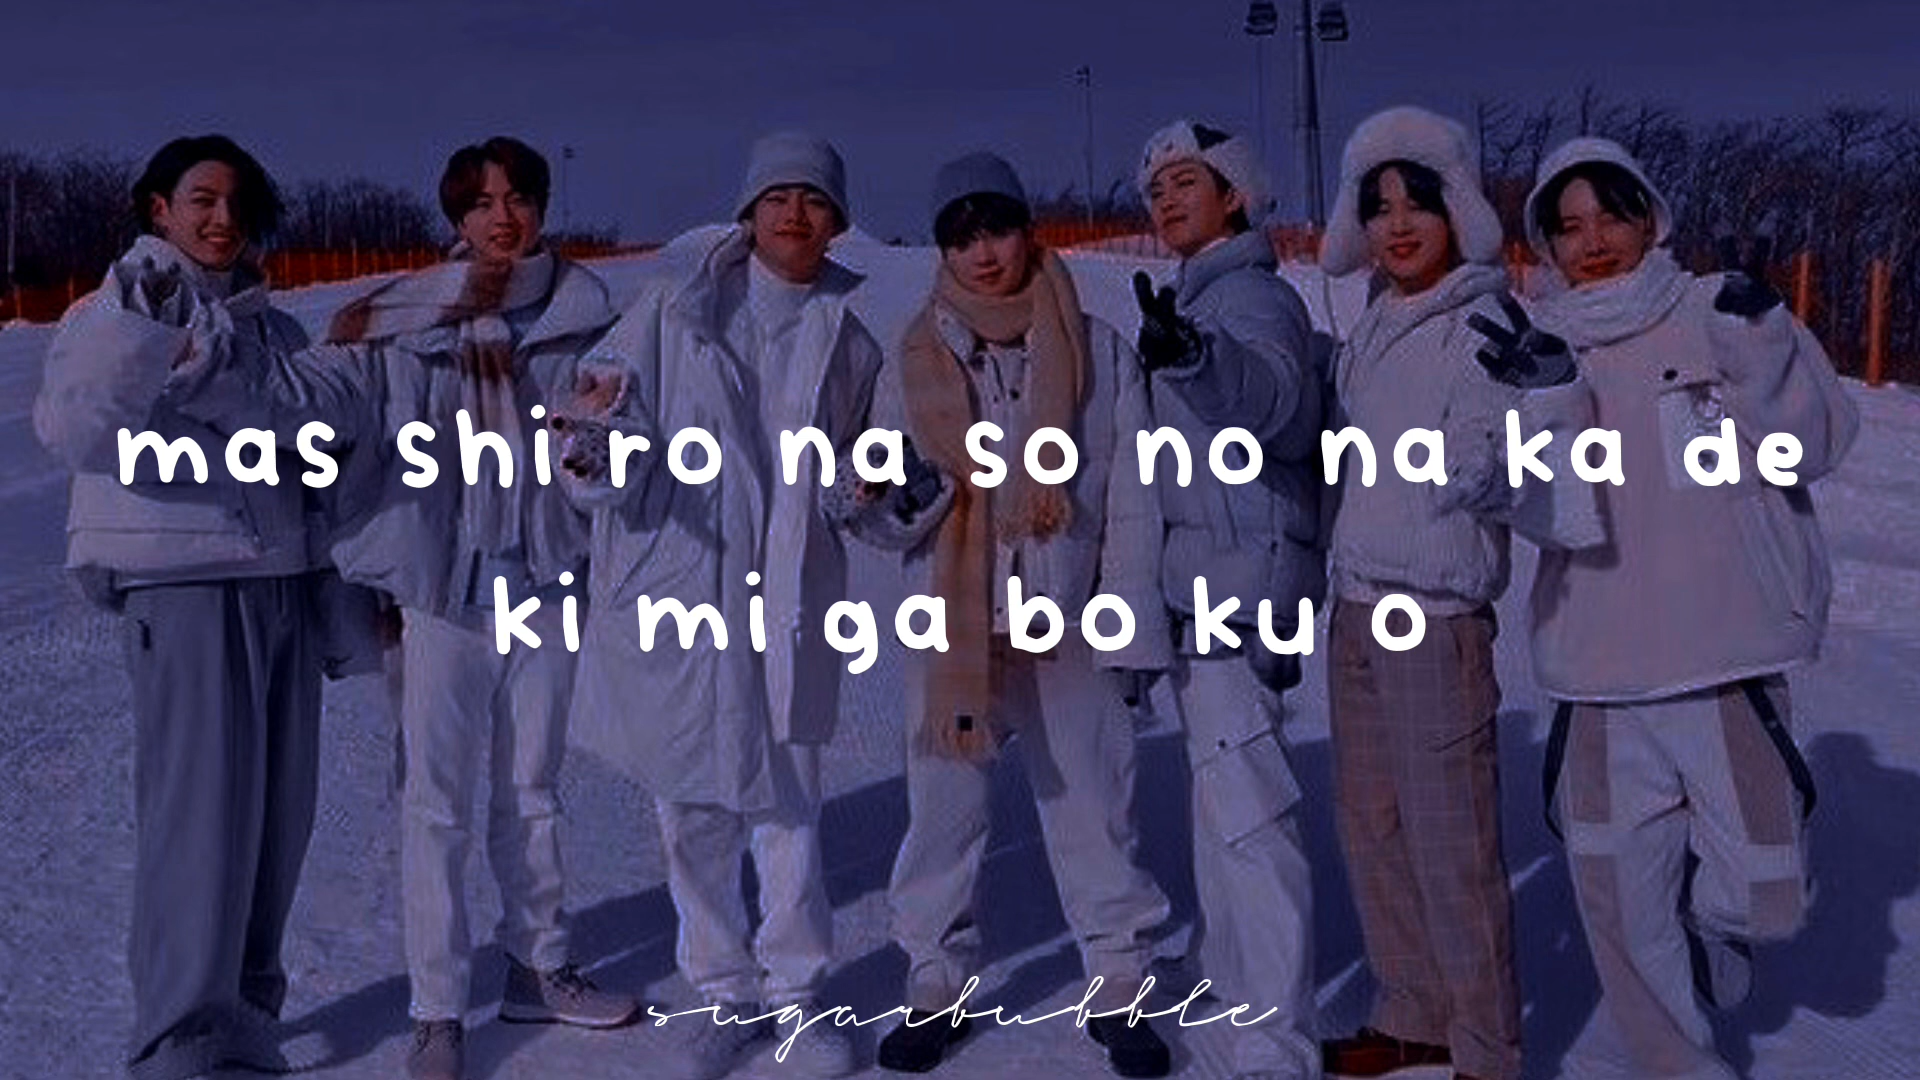 mas shi ro na so no na ka de
ki mi ga bo ku o
sugarbubble